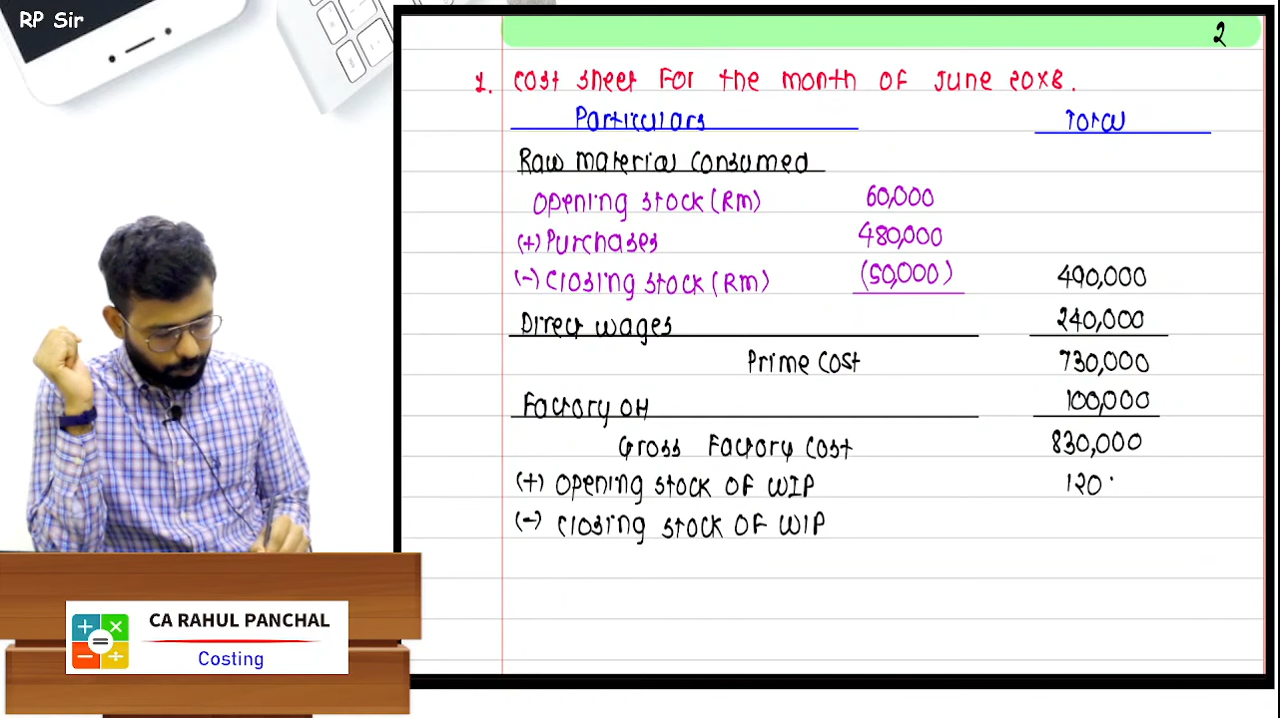 RP Sir
2
1. Cost sheet For the month of June 20X8.
Particulars Total
Raw material consumed
Opening stock (Rm) 60,000
(+) Purchases 480,000
(-) Closing stock (Rm) (50,000) 490,000
Direct wages 240,000
Prime Cost 730,000
Factory OH 100,000
Gross Factory Cost 830,000
(+) Opening stock OF WIP 120
(-) Closing stock OF WIP
CA RAHUL PANCHAL
Costing